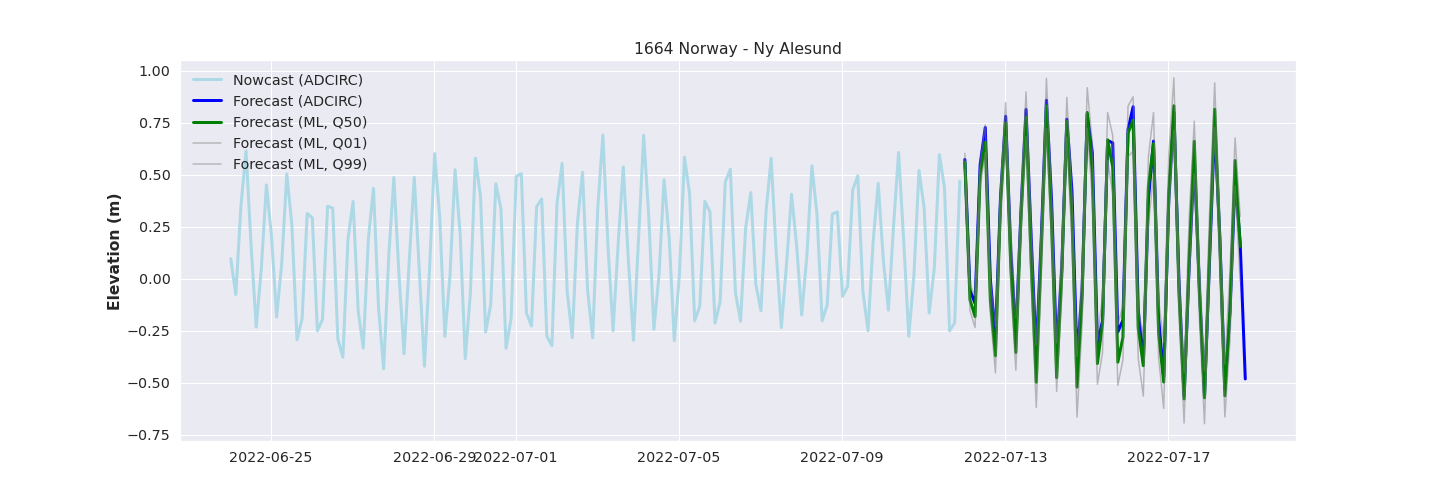 1664 Norway - Ny Alesund
1.00
0.75
0.50
0.25
0.00
−0.25
−0.50
−0.75
Elevation (m)
Nowcast (ADCIRC)
Forecast (ADCIRC)
Forecast (ML, Q50)
Forecast (ML, Q01)
Forecast (ML, Q99)
2022-06-25 2022-06-29 2022-07-01 2022-07-05 2022-07-09 2022-07-13 2022-07-17